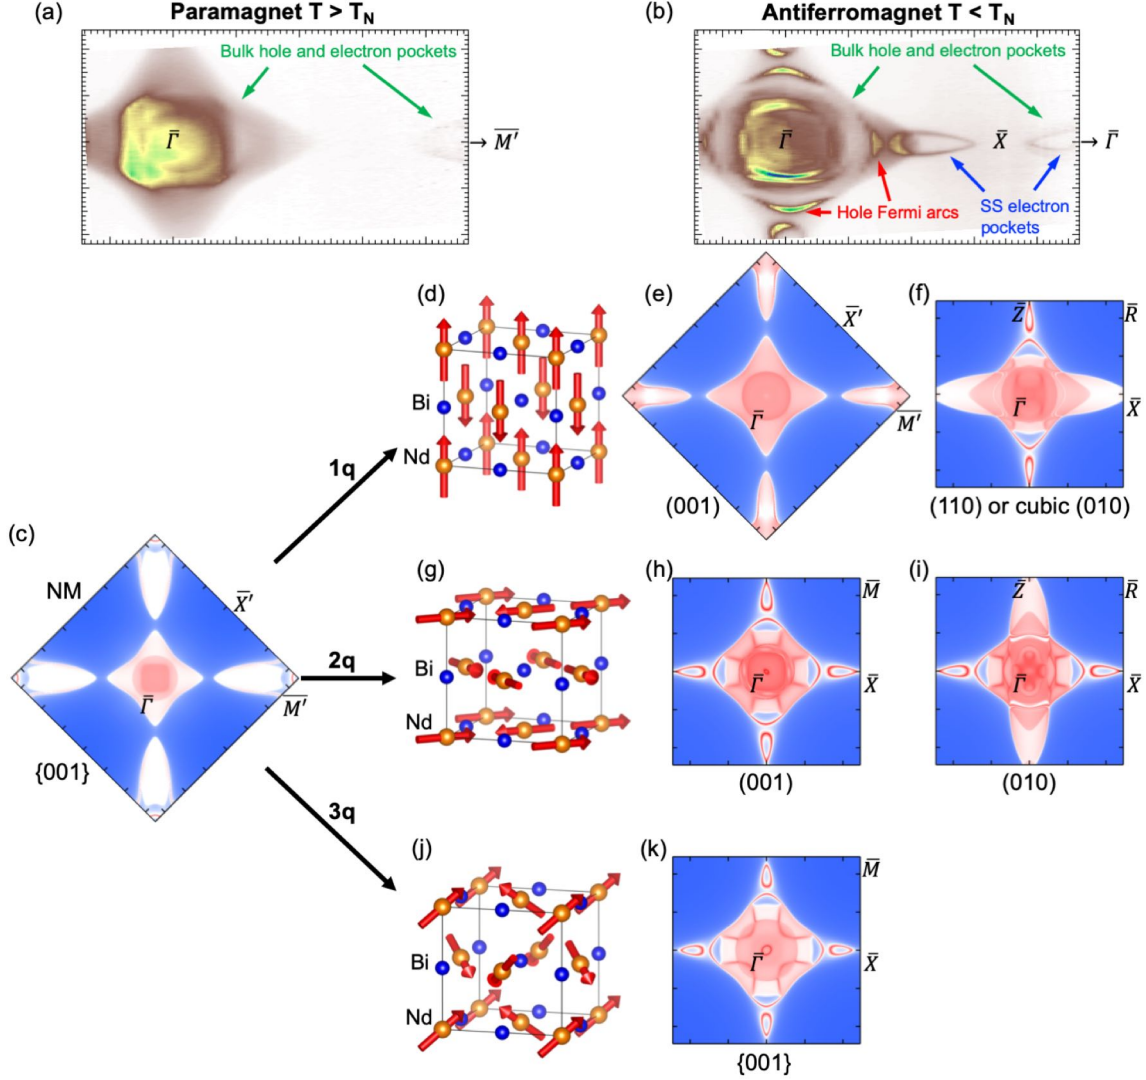 (a)
Paramagnet T > T_N
Bulk hole and electron pockets
Γ̅
→ M̅′
(b)
Antiferromagnet T < T_N
Bulk hole and electron pockets
Γ̅
X̅
→ Γ̅
Hole Fermi arcs
SS electron
pockets
(c)
NM
X̅′
Γ̅
M̅′
{001}
1q
2q
3q
(d)
Bi
Nd
(e)
X̅′
Γ̅
M̅′
(001)
(f)
Z̅
R̅
Γ̅
X̅
(110) or cubic (010)
(g)
Bi
Nd
(h)
M̅
Γ̅
X̅
(001)
(i)
Z̅
R̅
Γ̅
X̅
(010)
(j)
Bi
Nd
(k)
M̅
Γ̅
X̅
{001}